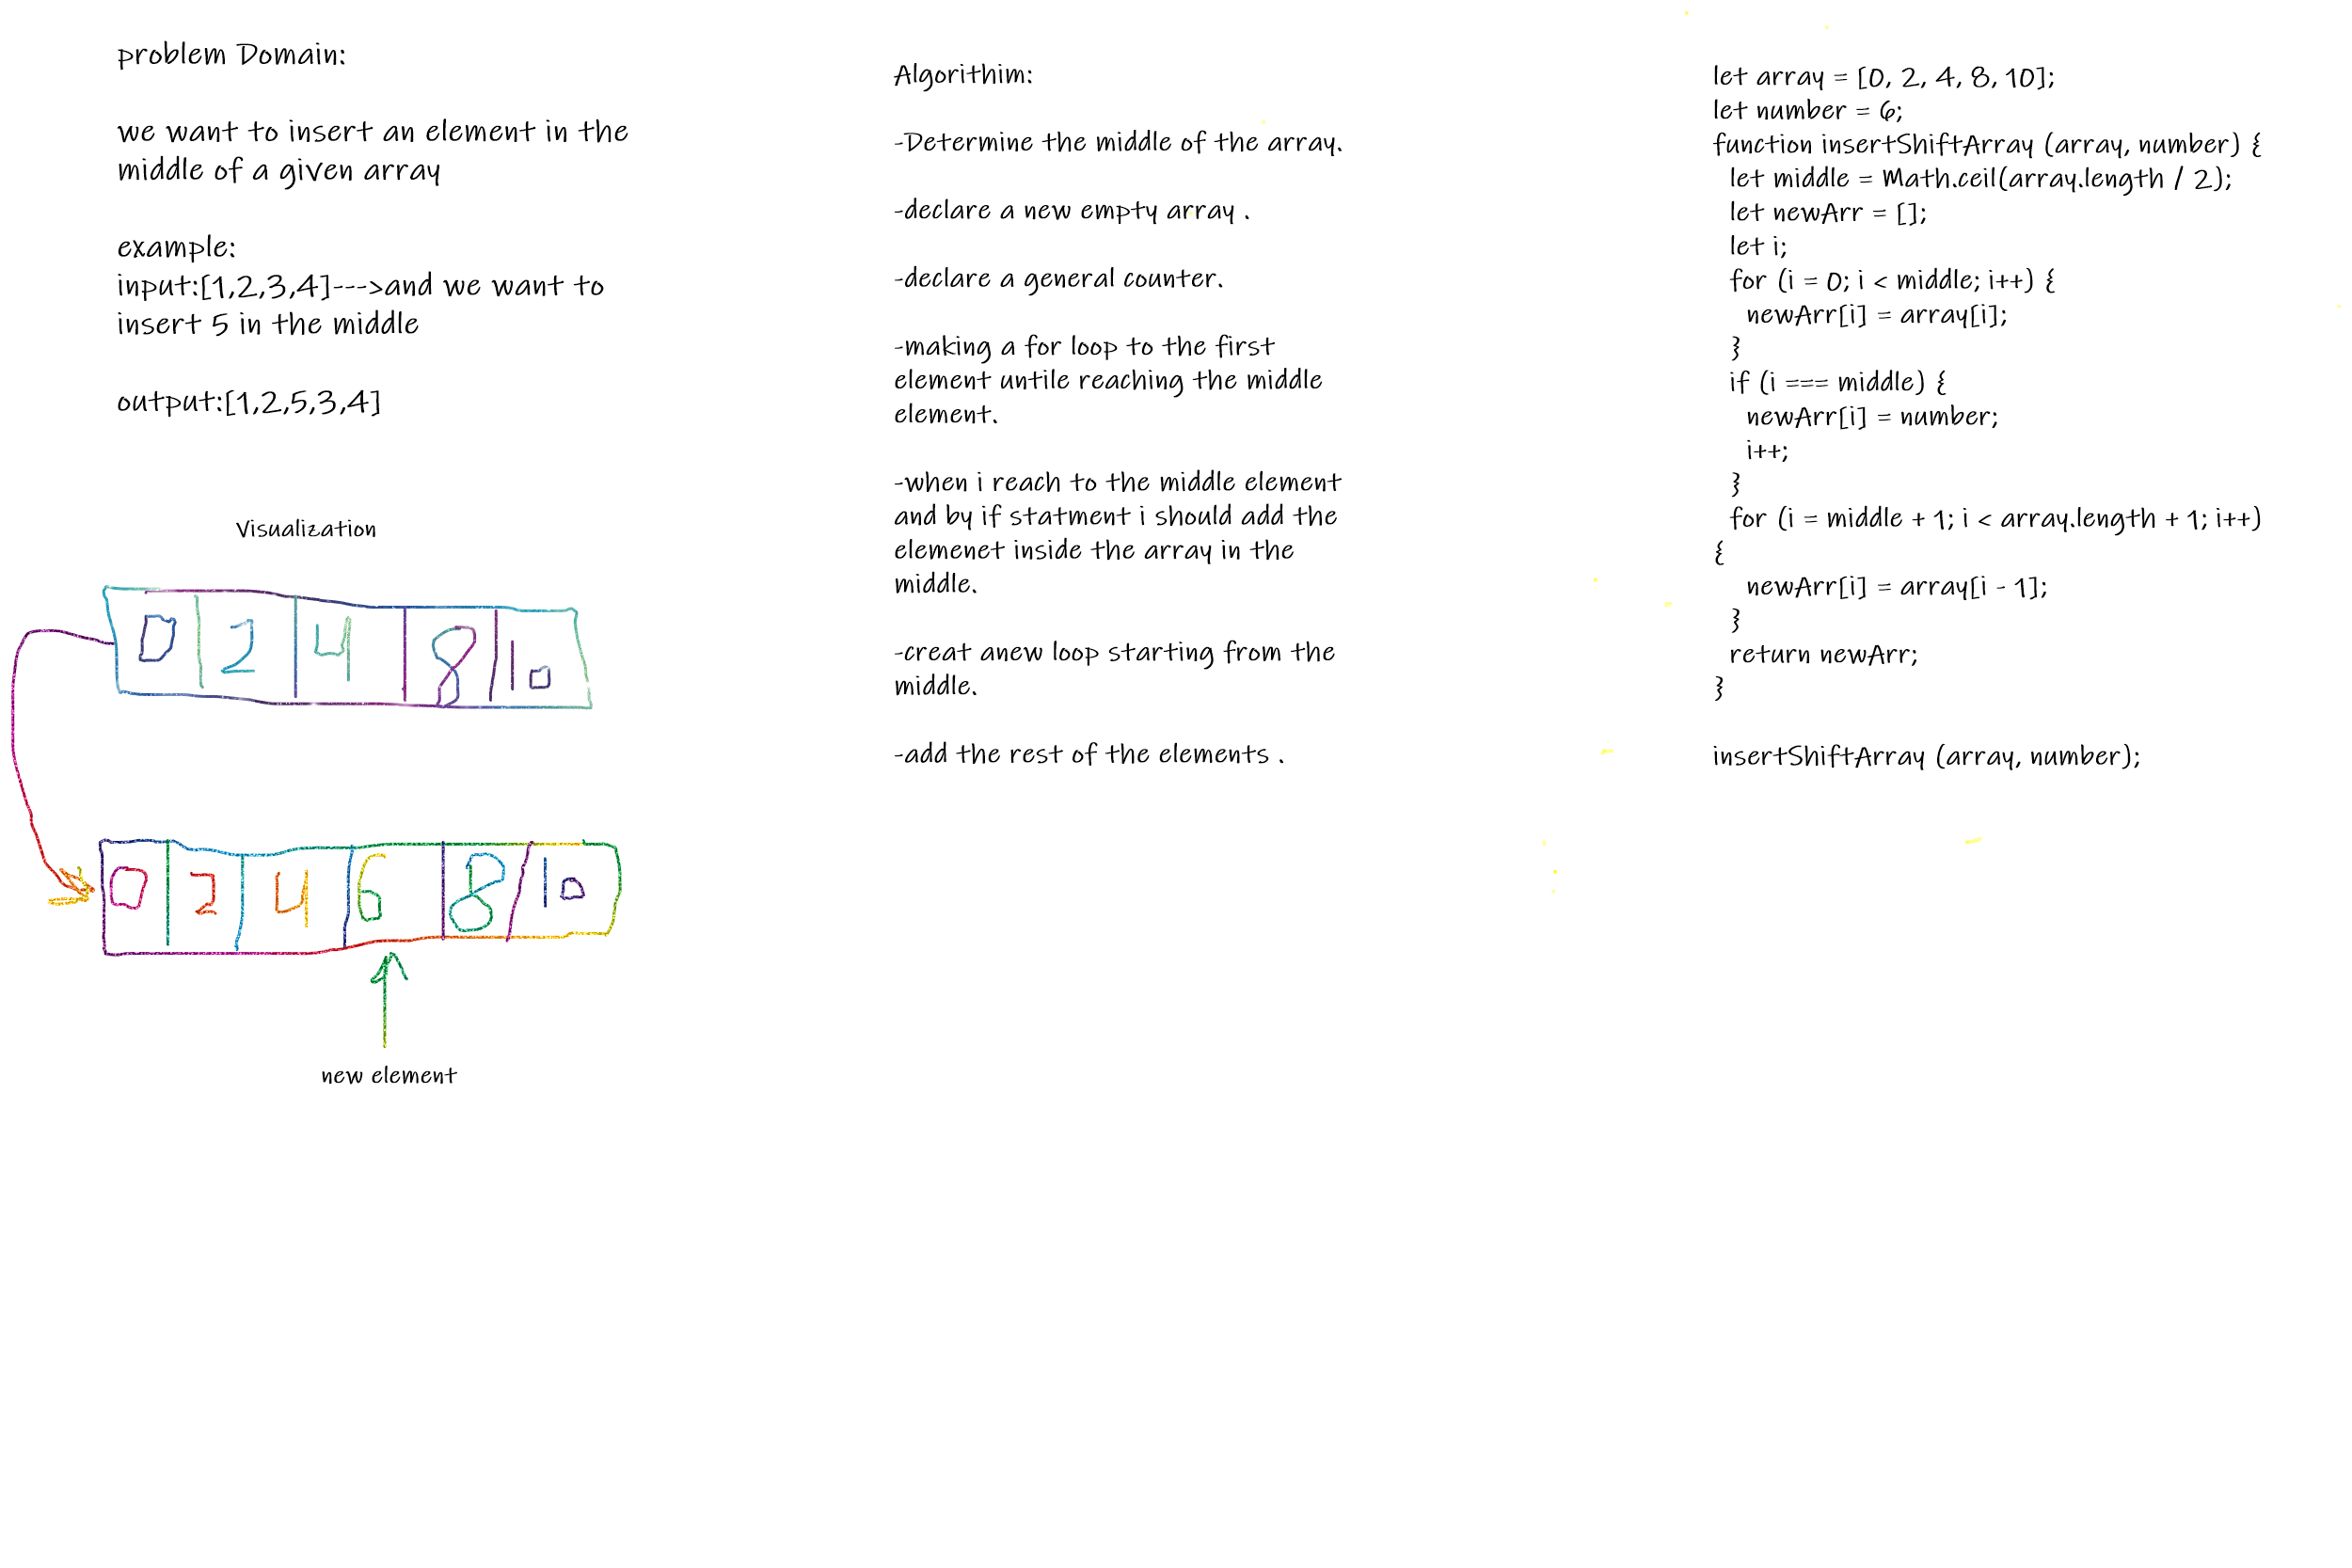 problem Domain:
we want to insert an element in the
middle of a given array
example:
input:[1,2,3,4]--->and we want to
insert 5 in the middle
output:[1,2,5,3,4]
Visualization
0 2 4 8 10
0 2 4 6 8 10
new element
Algorithim:
-Determine the middle of the array.
-declare a new empty array .
-declare a general counter.
-making a for loop to the first
element untile reaching the middle
element.
-when i reach to the middle element
and by if statment i should add the
elemenet inside the array in the
middle.
-creat anew loop starting from the
middle.
-add the rest of the elements .
let array = [0, 2, 4, 8, 10];
let number = 6;
function insertShiftArray (array, number) {
let middle = Math.ceil(array.length / 2);
let newArr = [];
let i;
for (i = 0; i < middle; i++) {
newArr[i] = array[i];
}
if (i === middle) {
newArr[i] = number;
i++;
}
for (i = middle + 1; i < array.length + 1; i++)
{
newArr[i] = array[i - 1];
}
return newArr;
}
insertShiftArray (array, number);